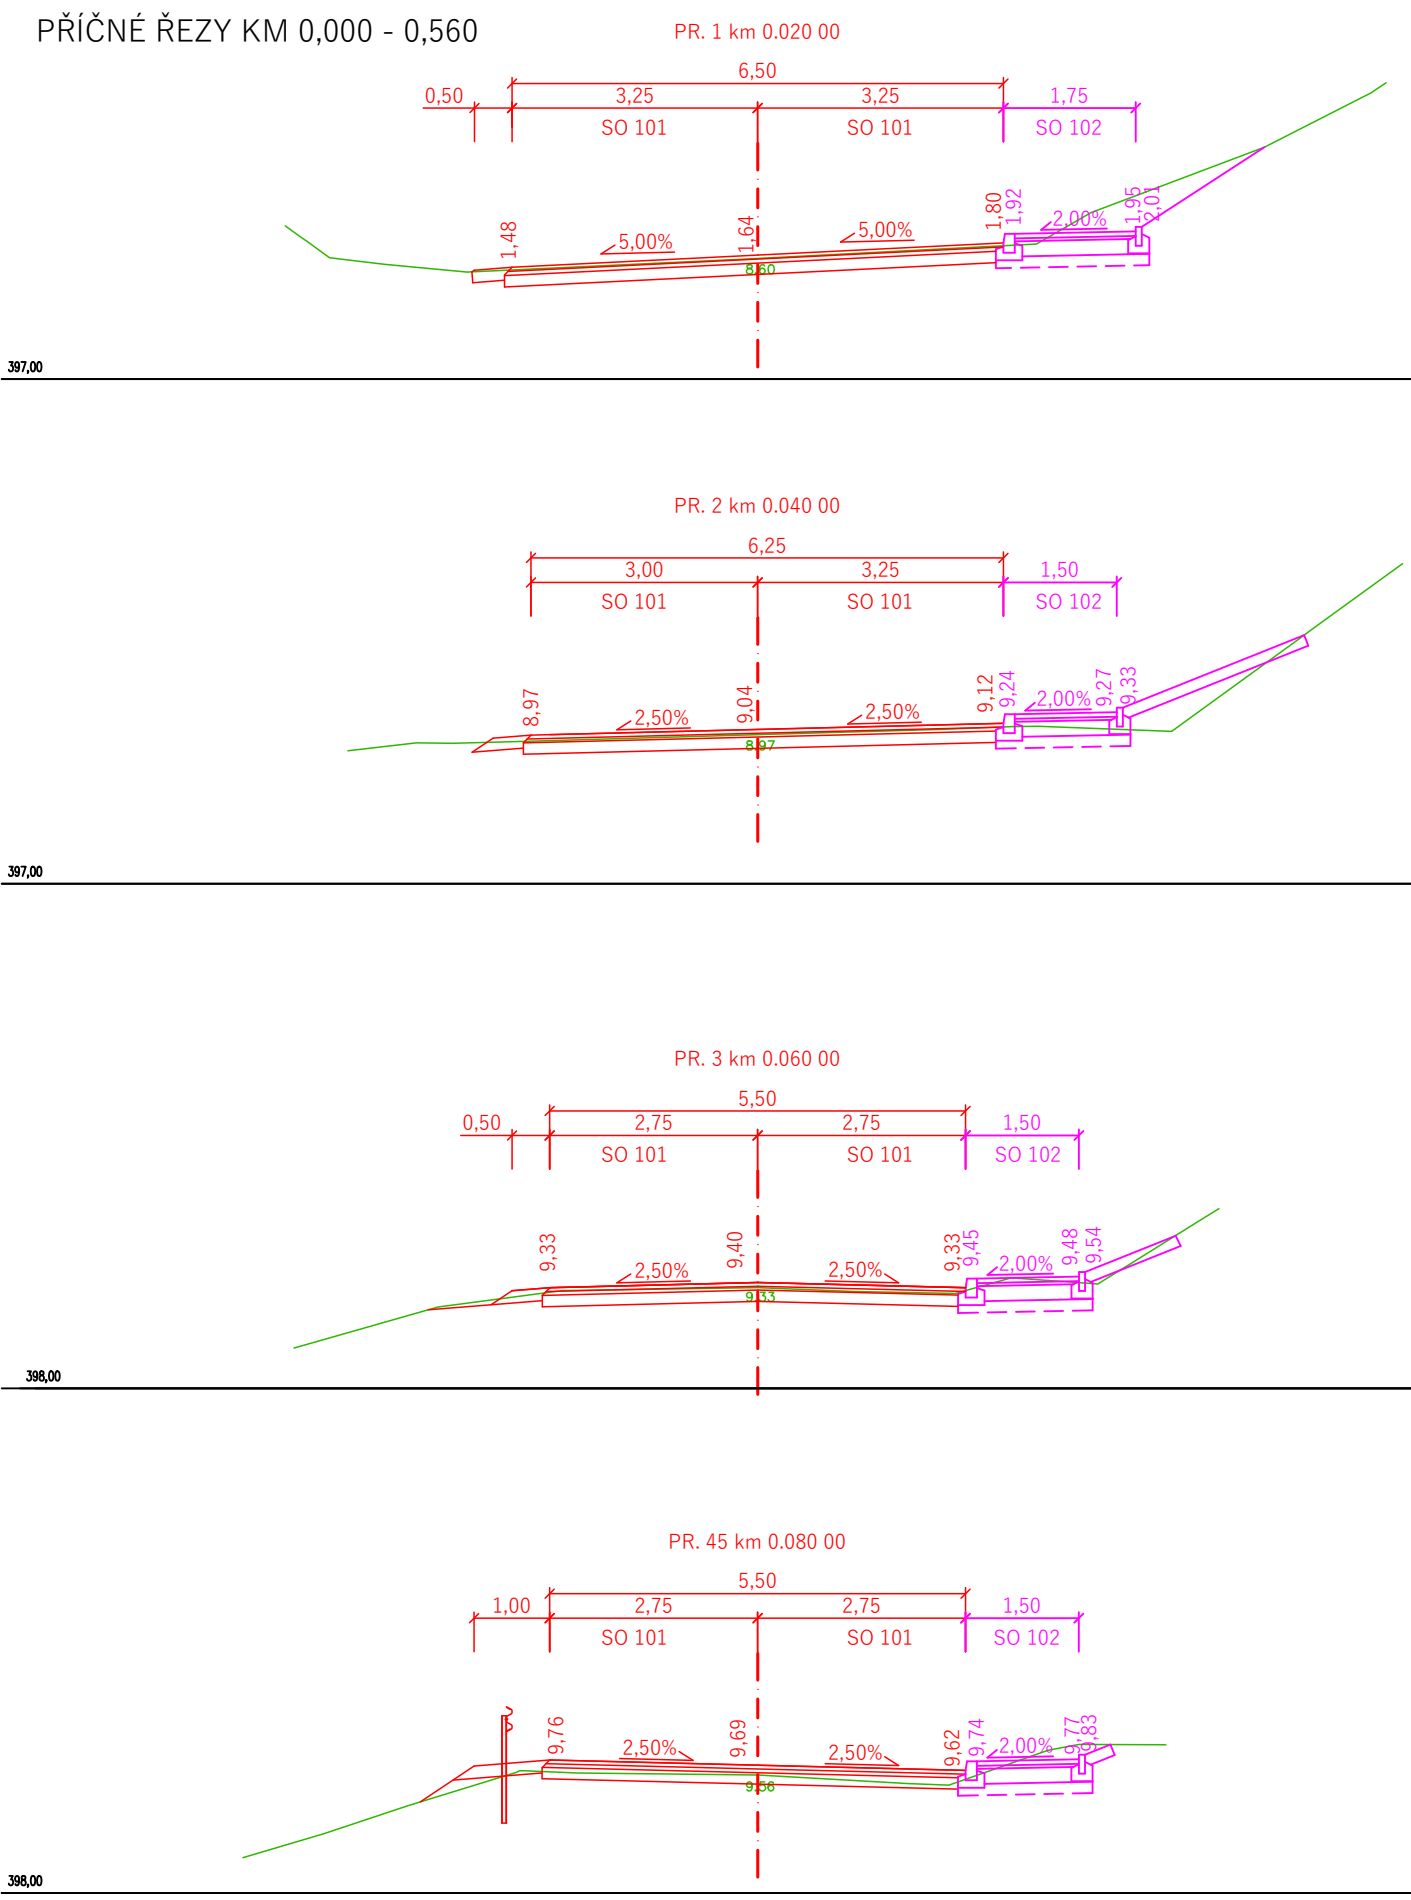 PŘÍČNÉ ŘEZY KM 0,000 - 0,560
PR. 1 km 0.020 00
6,50
0,50 3,25 3,25 1,75
SO 101 SO 101 SO 102
1,48 5,00% 1,64 5,00% 1,80 1,92 2,00% 1,95 2,01
8,60
397,00
PR. 2 km 0.040 00
6,25
3,00 3,25 1,50
SO 101 SO 101 SO 102
8,97 2,50% 9,04 2,50% 9,12 9,24 2,00% 9,27 9,33
8,97
397,00
PR. 3 km 0.060 00
5,50
0,50 2,75 2,75 1,50
SO 101 SO 101 SO 102
9,33 2,50% 9,40 2,50% 9,33 9,45 2,00% 9,48 9,54
9,33
398,00
PR. 45 km 0.080 00
5,50
1,00 2,75 2,75 1,50
SO 101 SO 101 SO 102
9,76 2,50% 9,69 2,50% 9,62 9,74 2,00% 9,77 9,83
9,56
398,00